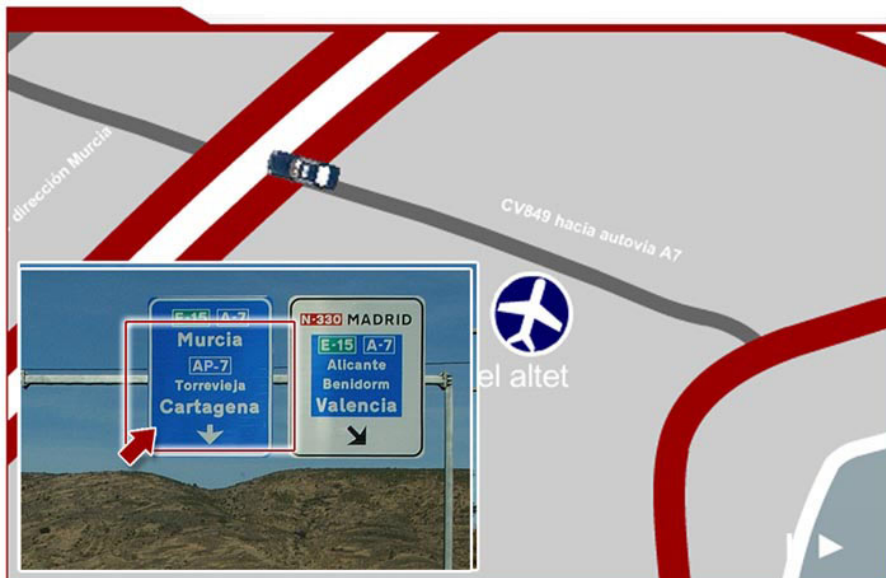 dirección Murcia
CV849 hacia autovia A7
el altet
E-15 A-7
Murcia
AP-7
Torrevieja
Cartagena
N-330 MADRID
E-15 A-7
Alicante
Benidorm
Valencia